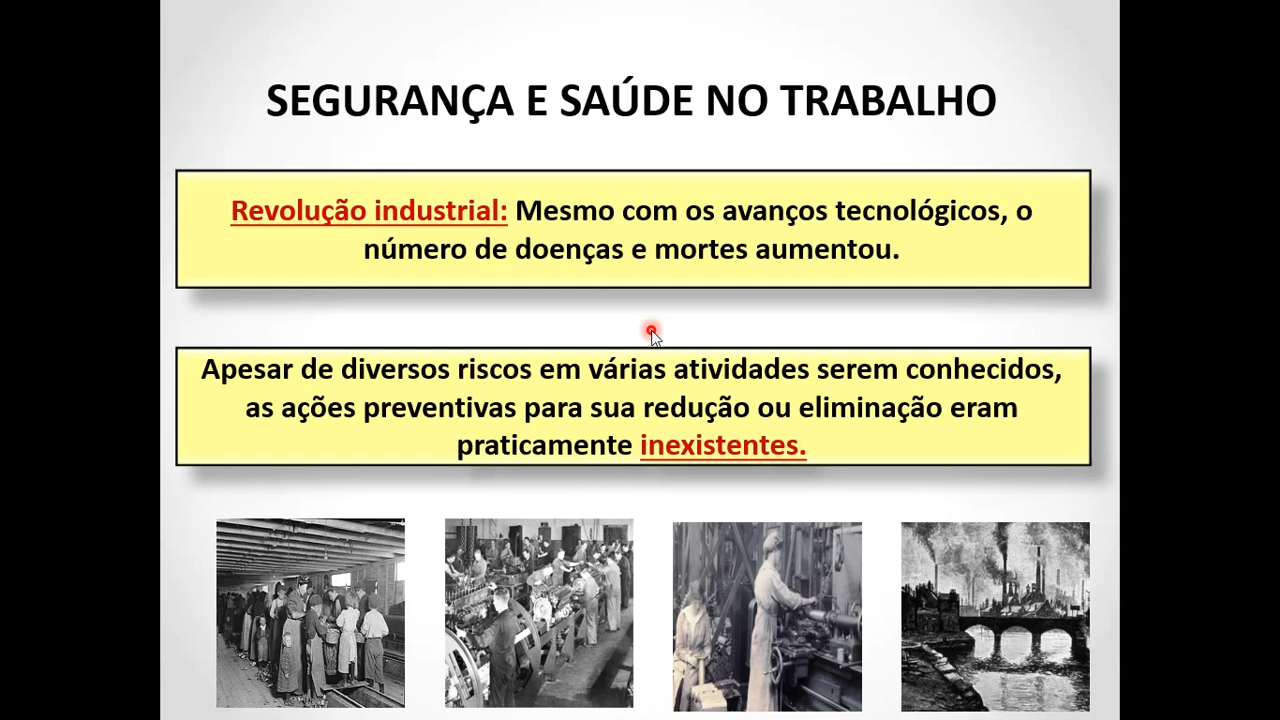 SEGURANÇA E SAÚDE NO TRABALHO
Revolução industrial: Mesmo com os avanços tecnológicos, o
número de doenças e mortes aumentou.
Apesar de diversos riscos em várias atividades serem conhecidos,
as ações preventivas para sua redução ou eliminação eram
praticamente inexistentes.